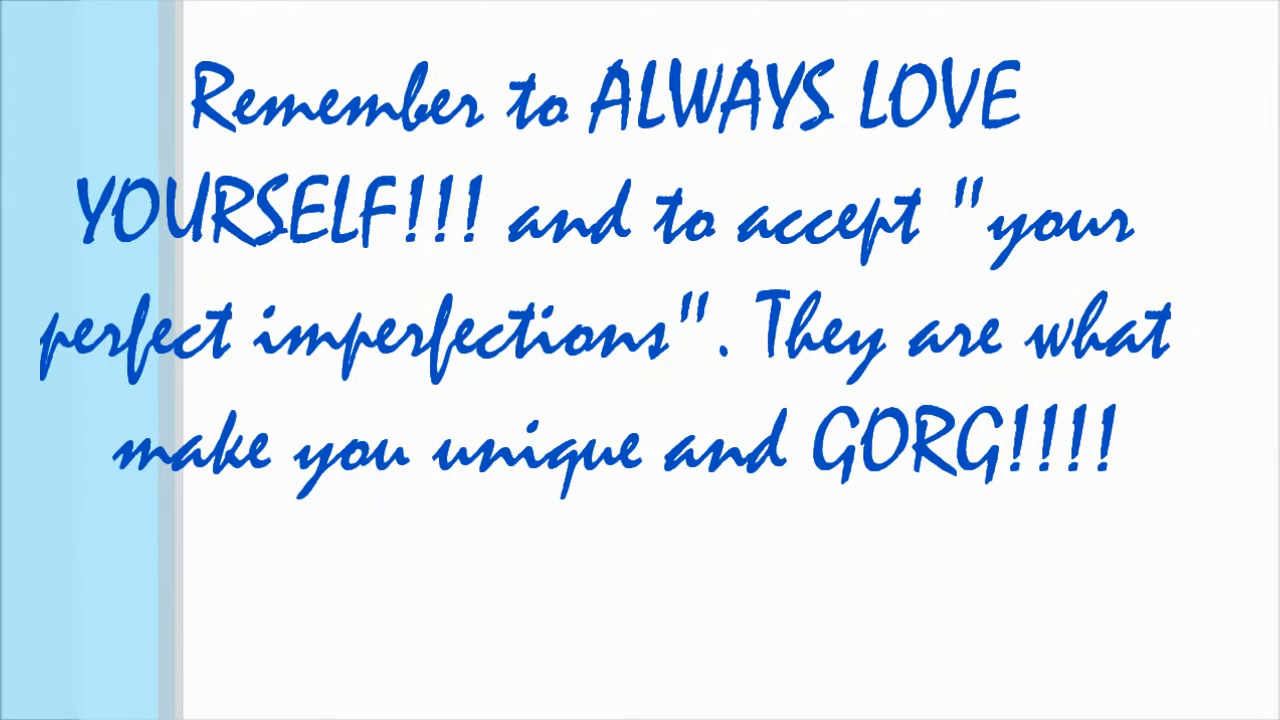 Remember to ALWAYS LOVE
YOURSELF!!! and to accept "your
perfect imperfections". They are what
make you unique and GORG!!!!